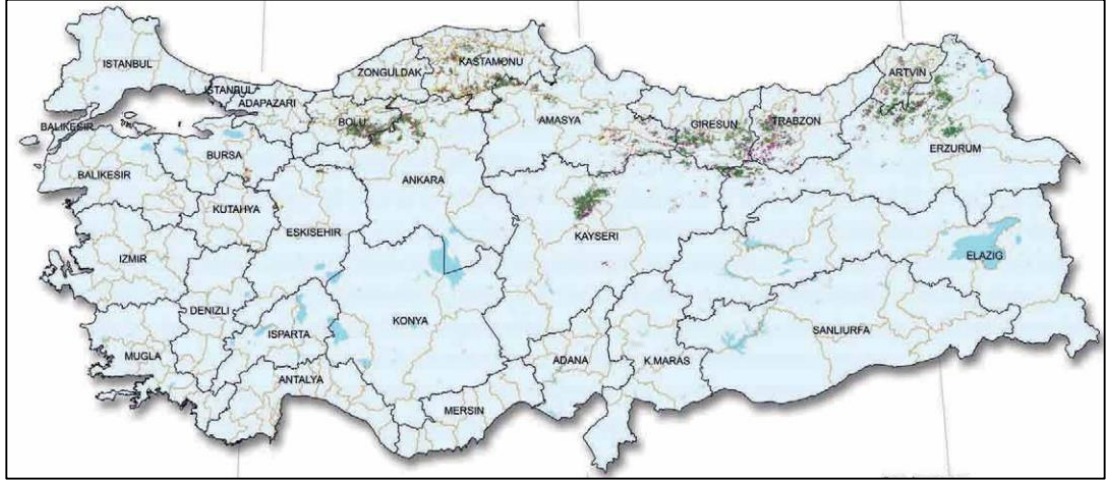 ISTANBUL
ISTANBUL
ADAPAZARI
ZONGULDAK
KASTAMONU
BOLU
AMASYA
GIRESUN
TRABZON
ARTVIN
ERZURUM
BALIKESIR
BURSA
BALIKESIR
ANKARA
KUTAHYA
ESKISEHIR
KAYSERI
ELAZIG
IZMIR
DENIZLI
ISPARTA
KONYA
SANLIURFA
MUGLA
ANTALYA
ADANA
K.MARAS
MERSIN